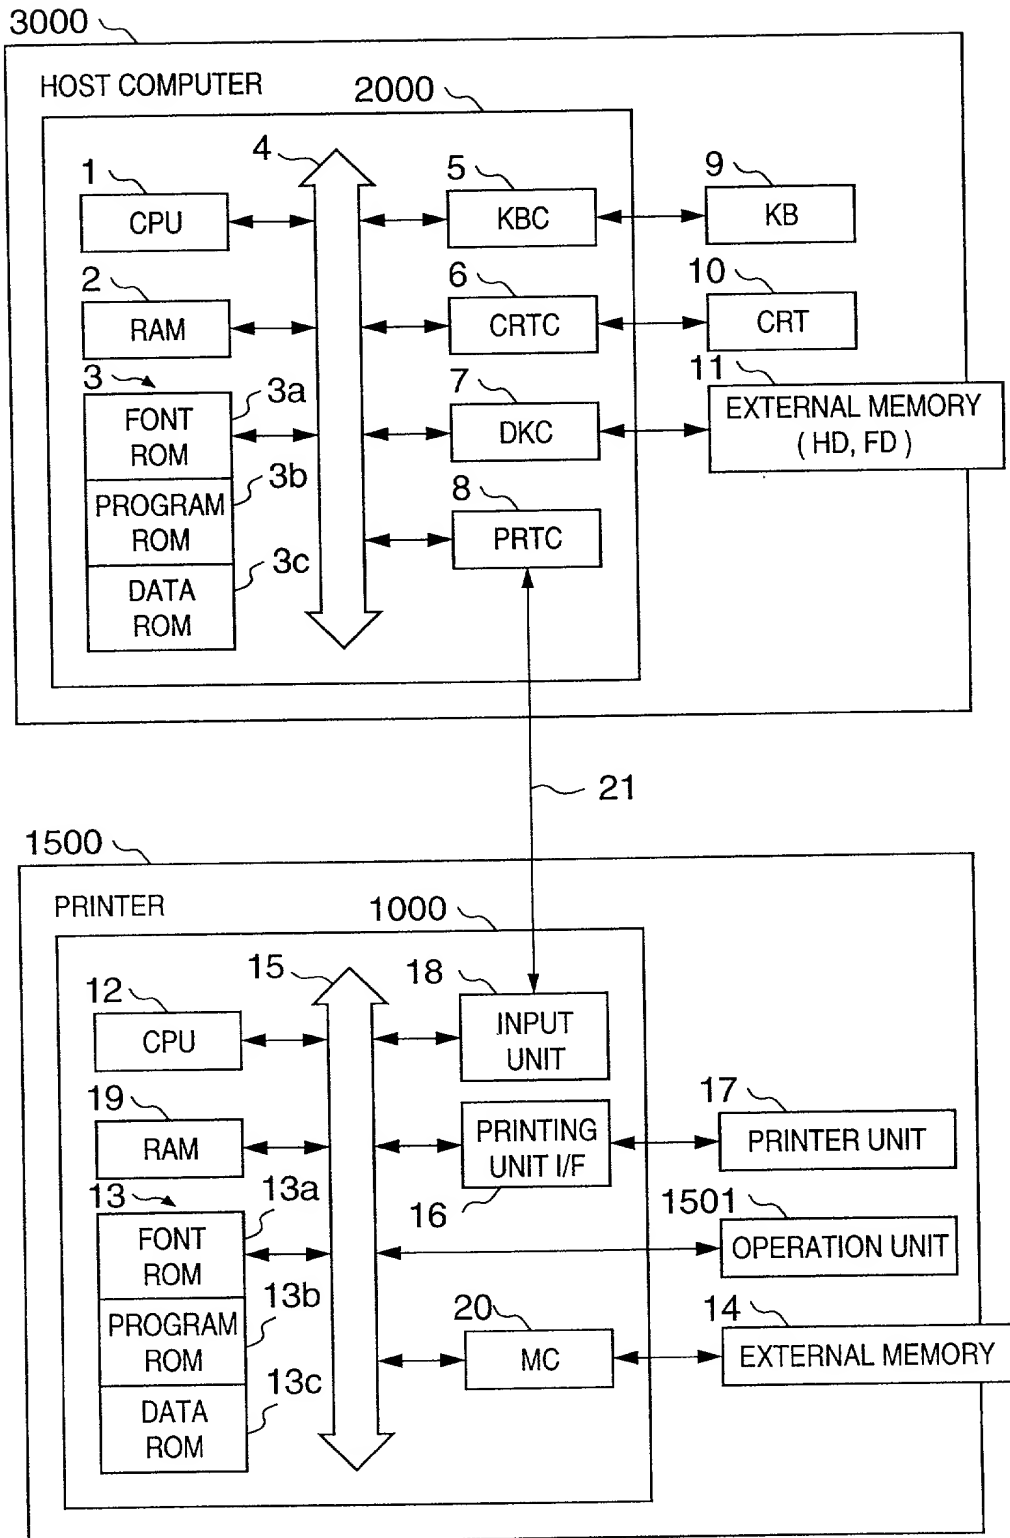 3000
HOST COMPUTER
2000
4
1
CPU
5
KBC
9
KB
2
RAM
6
CRTC
10
CRT
3
3a
FONT
ROM
7
DKC
11
EXTERNAL MEMORY
( HD, FD )
3b
PROGRAM
ROM
8
PRTC
3c
DATA
ROM
21
1500
PRINTER
1000
15
12
CPU
18
INPUT
UNIT
19
RAM
PRINTING
UNIT I/F
16
17
PRINTER UNIT
13
13a
FONT
ROM
1501
OPERATION UNIT
13b
PROGRAM
ROM
20
MC
14
EXTERNAL MEMORY
13c
DATA
ROM